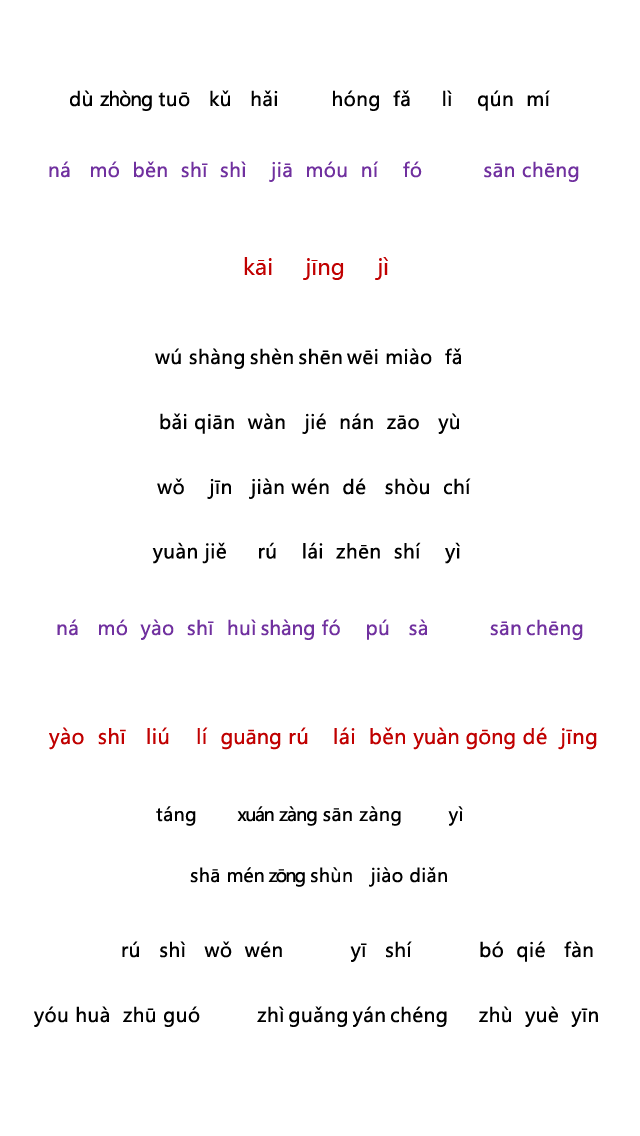 dù zhòng tuō kǔ hǎi hóng fǎ lì qún mí
ná mó běn shī shì jiā móu ní fó sān chēng
kāi jīng jì
wú shàng shèn shēn wēi miào fǎ
bǎi qiān wàn jié nán zāo yù
wǒ jīn jiàn wén dé shòu chí
yuàn jiě rú lái zhēn shí yì
ná mó yào shī huì shàng fó pú sà sān chēng
yào shī liú lí guāng rú lái běn yuàn gōng dé jīng
táng xuán zàng sān zàng yì
shā mén zōng shùn jiào diǎn
rú shì wǒ wén yī shí bó qié fàn
yóu huà zhū guó zhì guǎng yán chéng zhù yuè yīn